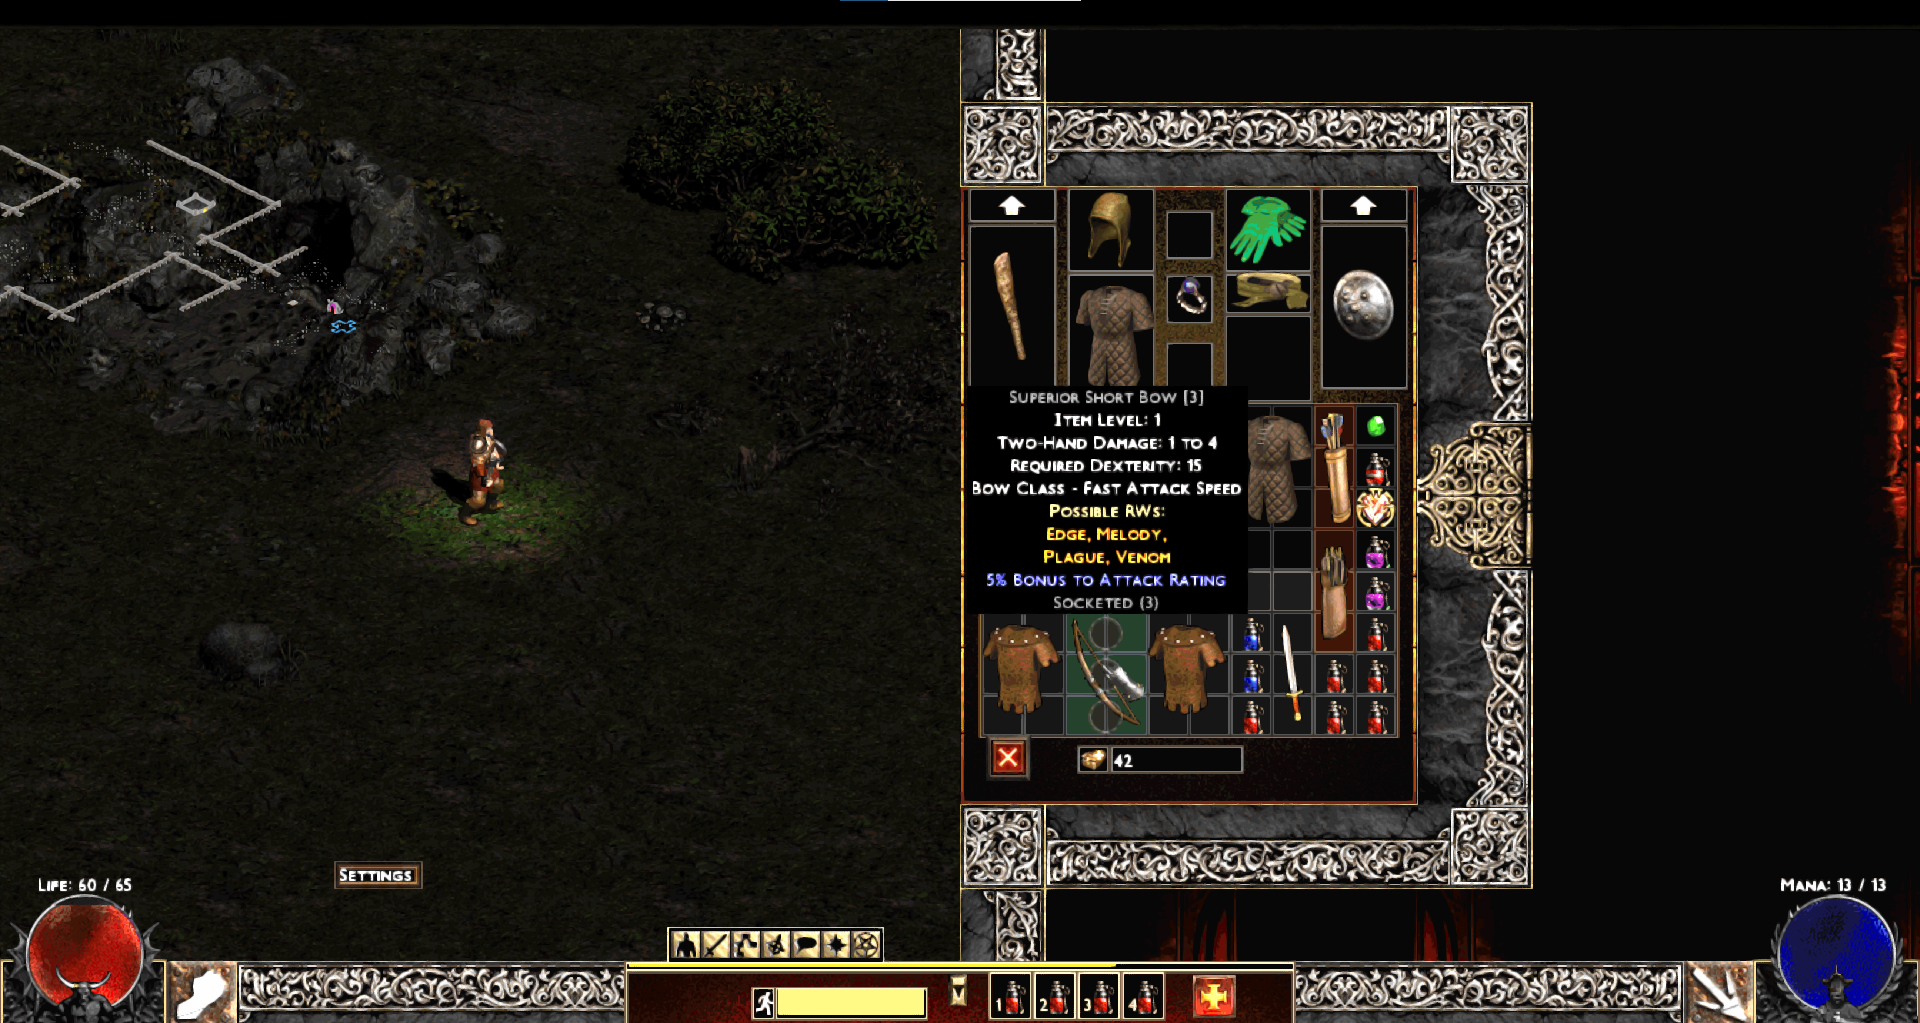 Superior Short Bow [3]
Item Level: 1
Two-Hand Damage: 1 to 4
Required Dexterity: 15
Bow Class - Fast Attack Speed
Possible RWs:
Edge, Melody,
Plague, Venom
5% Bonus to Attack Rating
Socketed (3)
42
Settings
Life: 60 / 65
Mana: 13 / 13
1 2 3 4